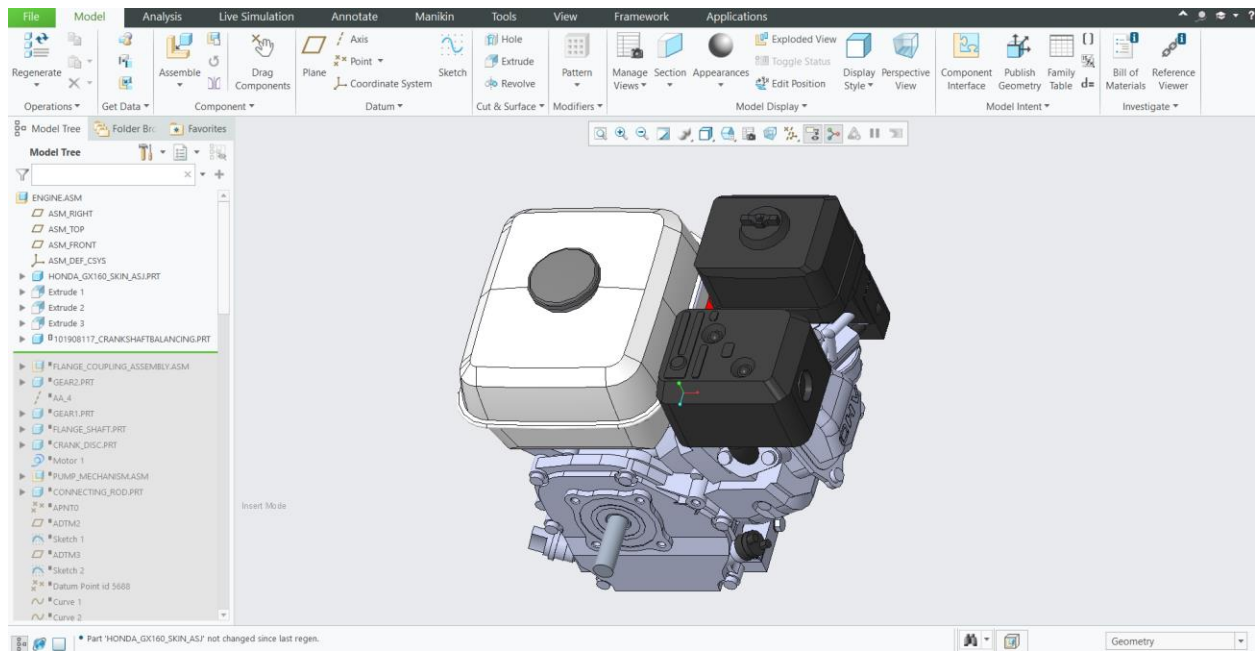 File Model Analysis Live Simulation Annotate Manikin Tools View Framework Applications
Regenerate
Assemble
Drag Components
Plane
Axis
Point
Coordinate System
Sketch
Hole
Extrude
Revolve
Pattern
Manage Views
Section
Appearances
Exploded View
Toggle Status
Edit Position
Display Style
Perspective View
Component Interface
Publish Geometry
Family Table
d=
Bill of Materials
Reference Viewer
Operations Get Data Component Datum Cut & Surface Modifiers Model Display Model Intent Investigate
Model Tree Folder Brc Favorites
Model Tree
ENGINE.ASM
ASM_RIGHT
ASM_TOP
ASM_FRONT
ASM_DEF_CSYS
HONDA_GX160_SKIN_ASJ.PRT
Extrude 1
Extrude 2
Extrude 3
101908117_CRANKSHAFTBALANCING.PRT
FLANGE_COUPLING_ASSEMBLY.ASM
GEAR2.PRT
AA_4
GEAR1.PRT
FLANGE_SHAFT.PRT
CRANK_DISC.PRT
Motor 1
PUMP_MECHANISM.ASM
CONNECTING_ROD.PRT
APNT0
Insert Mode
ADTM2
Sketch 1
ADTM3
Sketch 2
Datum Point id 5688
Curve 1
Curve 2
• Part 'HONDA_GX160_SKIN_ASJ' not changed since last regen.
Geometry